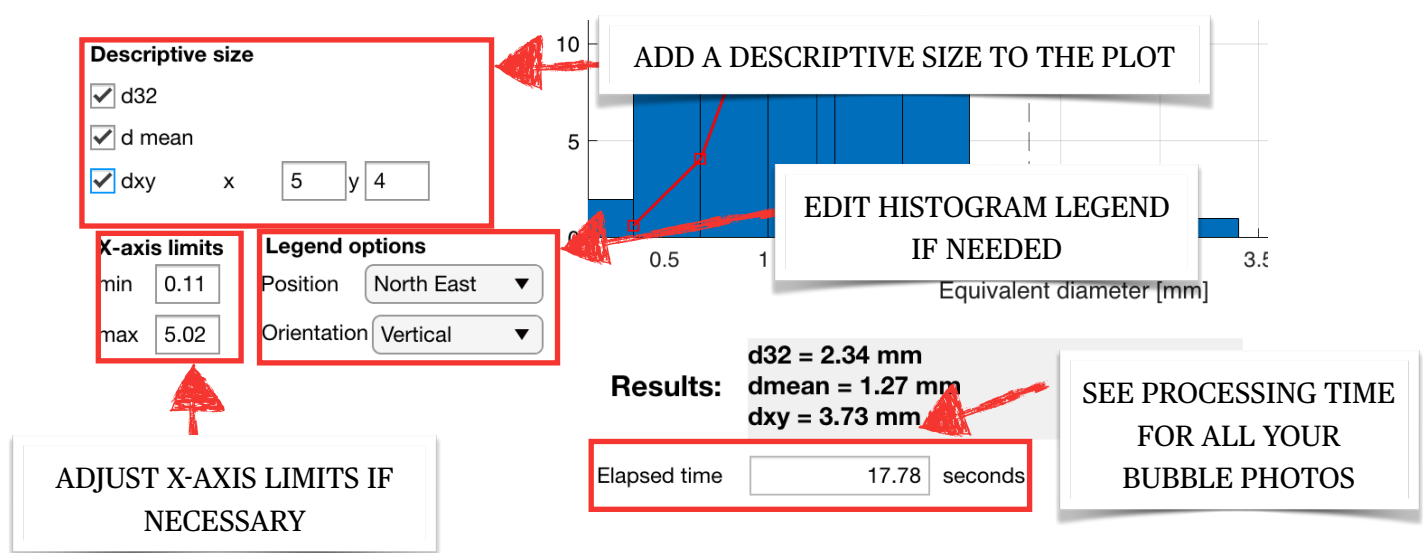 Descriptive size
d32
d mean
dxy x 5 y 4
X-axis limits
min 0.11
max 5.02
Legend options
Position North East
Orientation Vertical
ADJUST X-AXIS LIMITS IF
NECESSARY
ADD A DESCRIPTIVE SIZE TO THE PLOT
10
5
0
0.5 1 3.5
EDIT HISTOGRAM LEGEND
IF NEEDED
Equivalent diameter [mm]
Results:
d32 = 2.34 mm
dmean = 1.27 mm
dxy = 3.73 mm
Elapsed time 17.78 seconds
SEE PROCESSING TIME
FOR ALL YOUR
BUBBLE PHOTOS